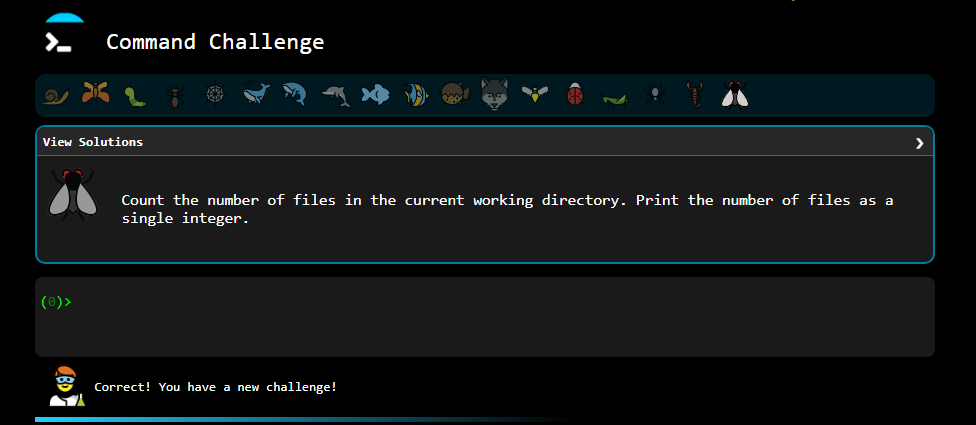 Command Challenge
View Solutions
Count the number of files in the current working directory. Print the number of files as a
single integer.
(0)>
Correct! You have a new challenge!